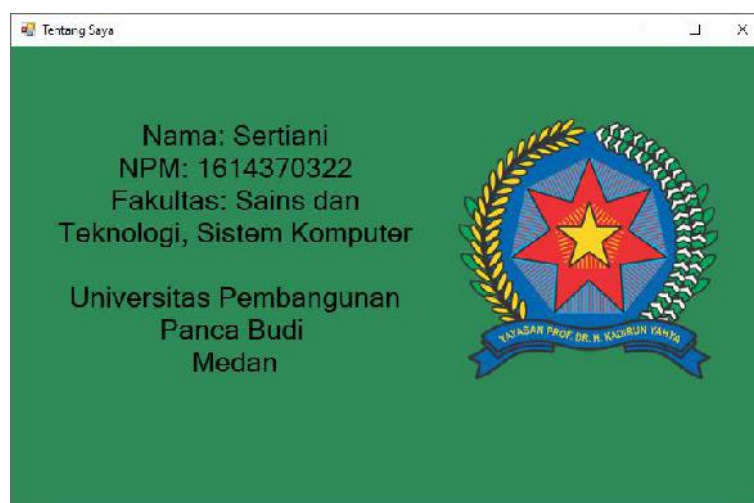 Tentang Saya
Nama: Sertiani
NPM: 1614370322
Fakultas: Sains dan
Teknologi, Sistem Komputer
Universitas Pembangunan
Panca Budi
Medan
YAYASAN PROF. DR. H. KADIRUN YAHYA